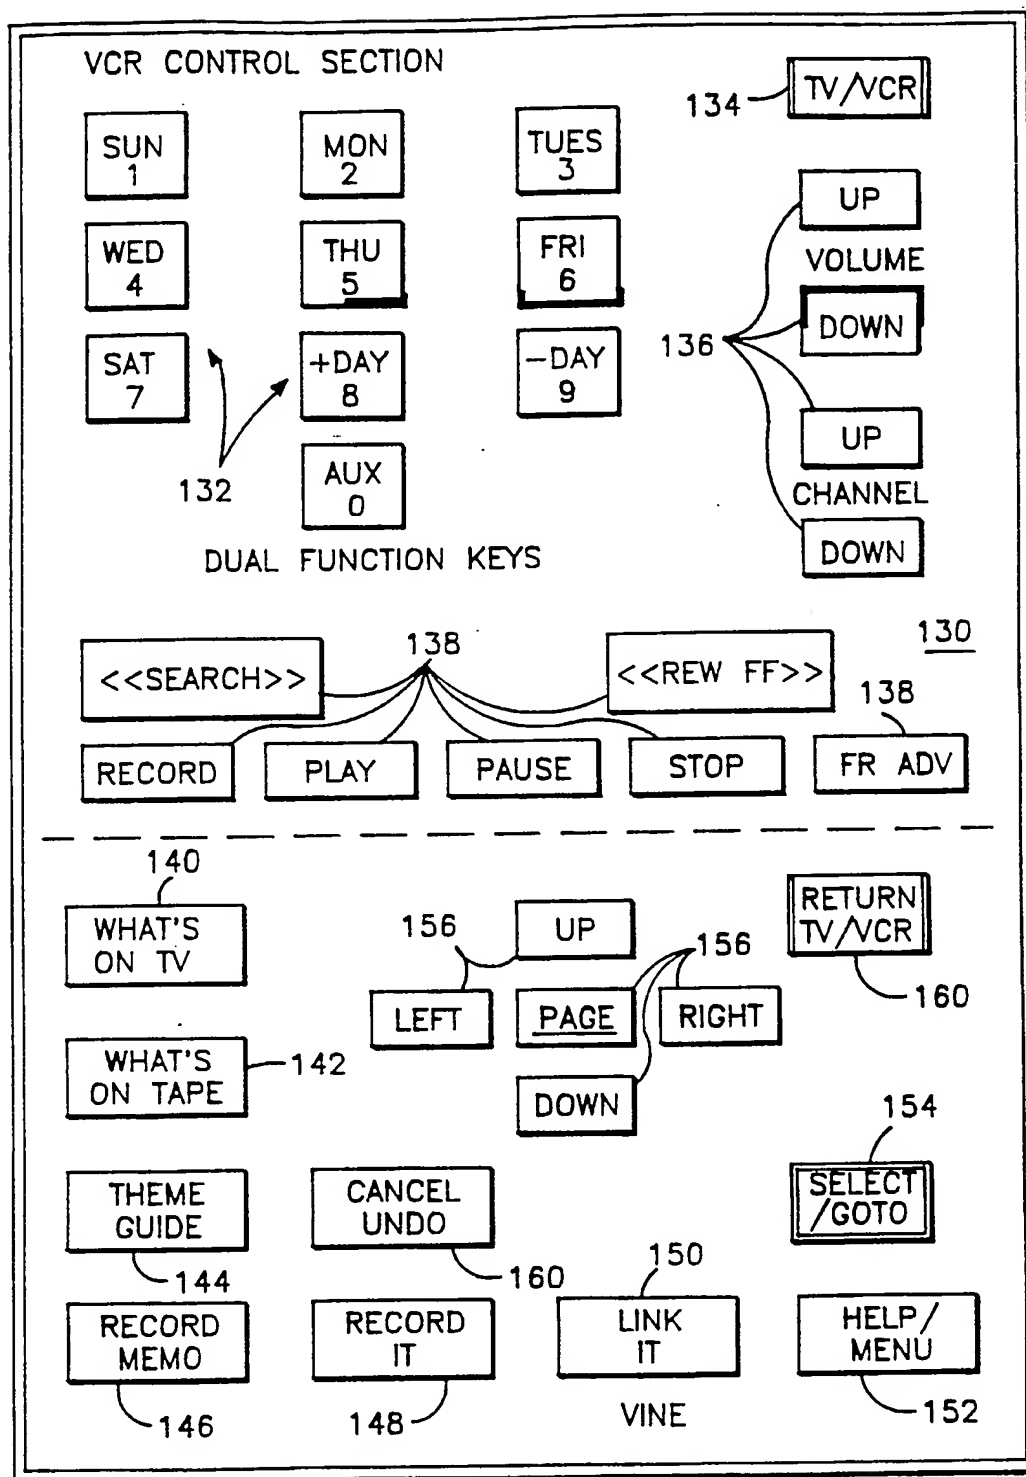 VCR CONTROL SECTION
134
TV/VCR
SUN
1
MON
2
TUES
3
UP
VOLUME
DOWN
WED
4
THU
5
FRI
6
136
SAT
7
+DAY
8
-DAY
9
UP
CHANNEL
DOWN
132
AUX
0
DUAL FUNCTION KEYS
138
130
<<SEARCH>>
<<REW FF>>
138
RECORD
PLAY
PAUSE
STOP
FR ADV
140
WHAT'S
ON TV
156
UP
156
RETURN
TV/VCR
160
LEFT
PAGE
RIGHT
WHAT'S
ON TAPE
142
DOWN
154
THEME
GUIDE
144
CANCEL
UNDO
160
SELECT
/GOTO
150
RECORD
MEMO
146
RECORD
IT
148
LINK
IT
VINE
HELP/
MENU
152